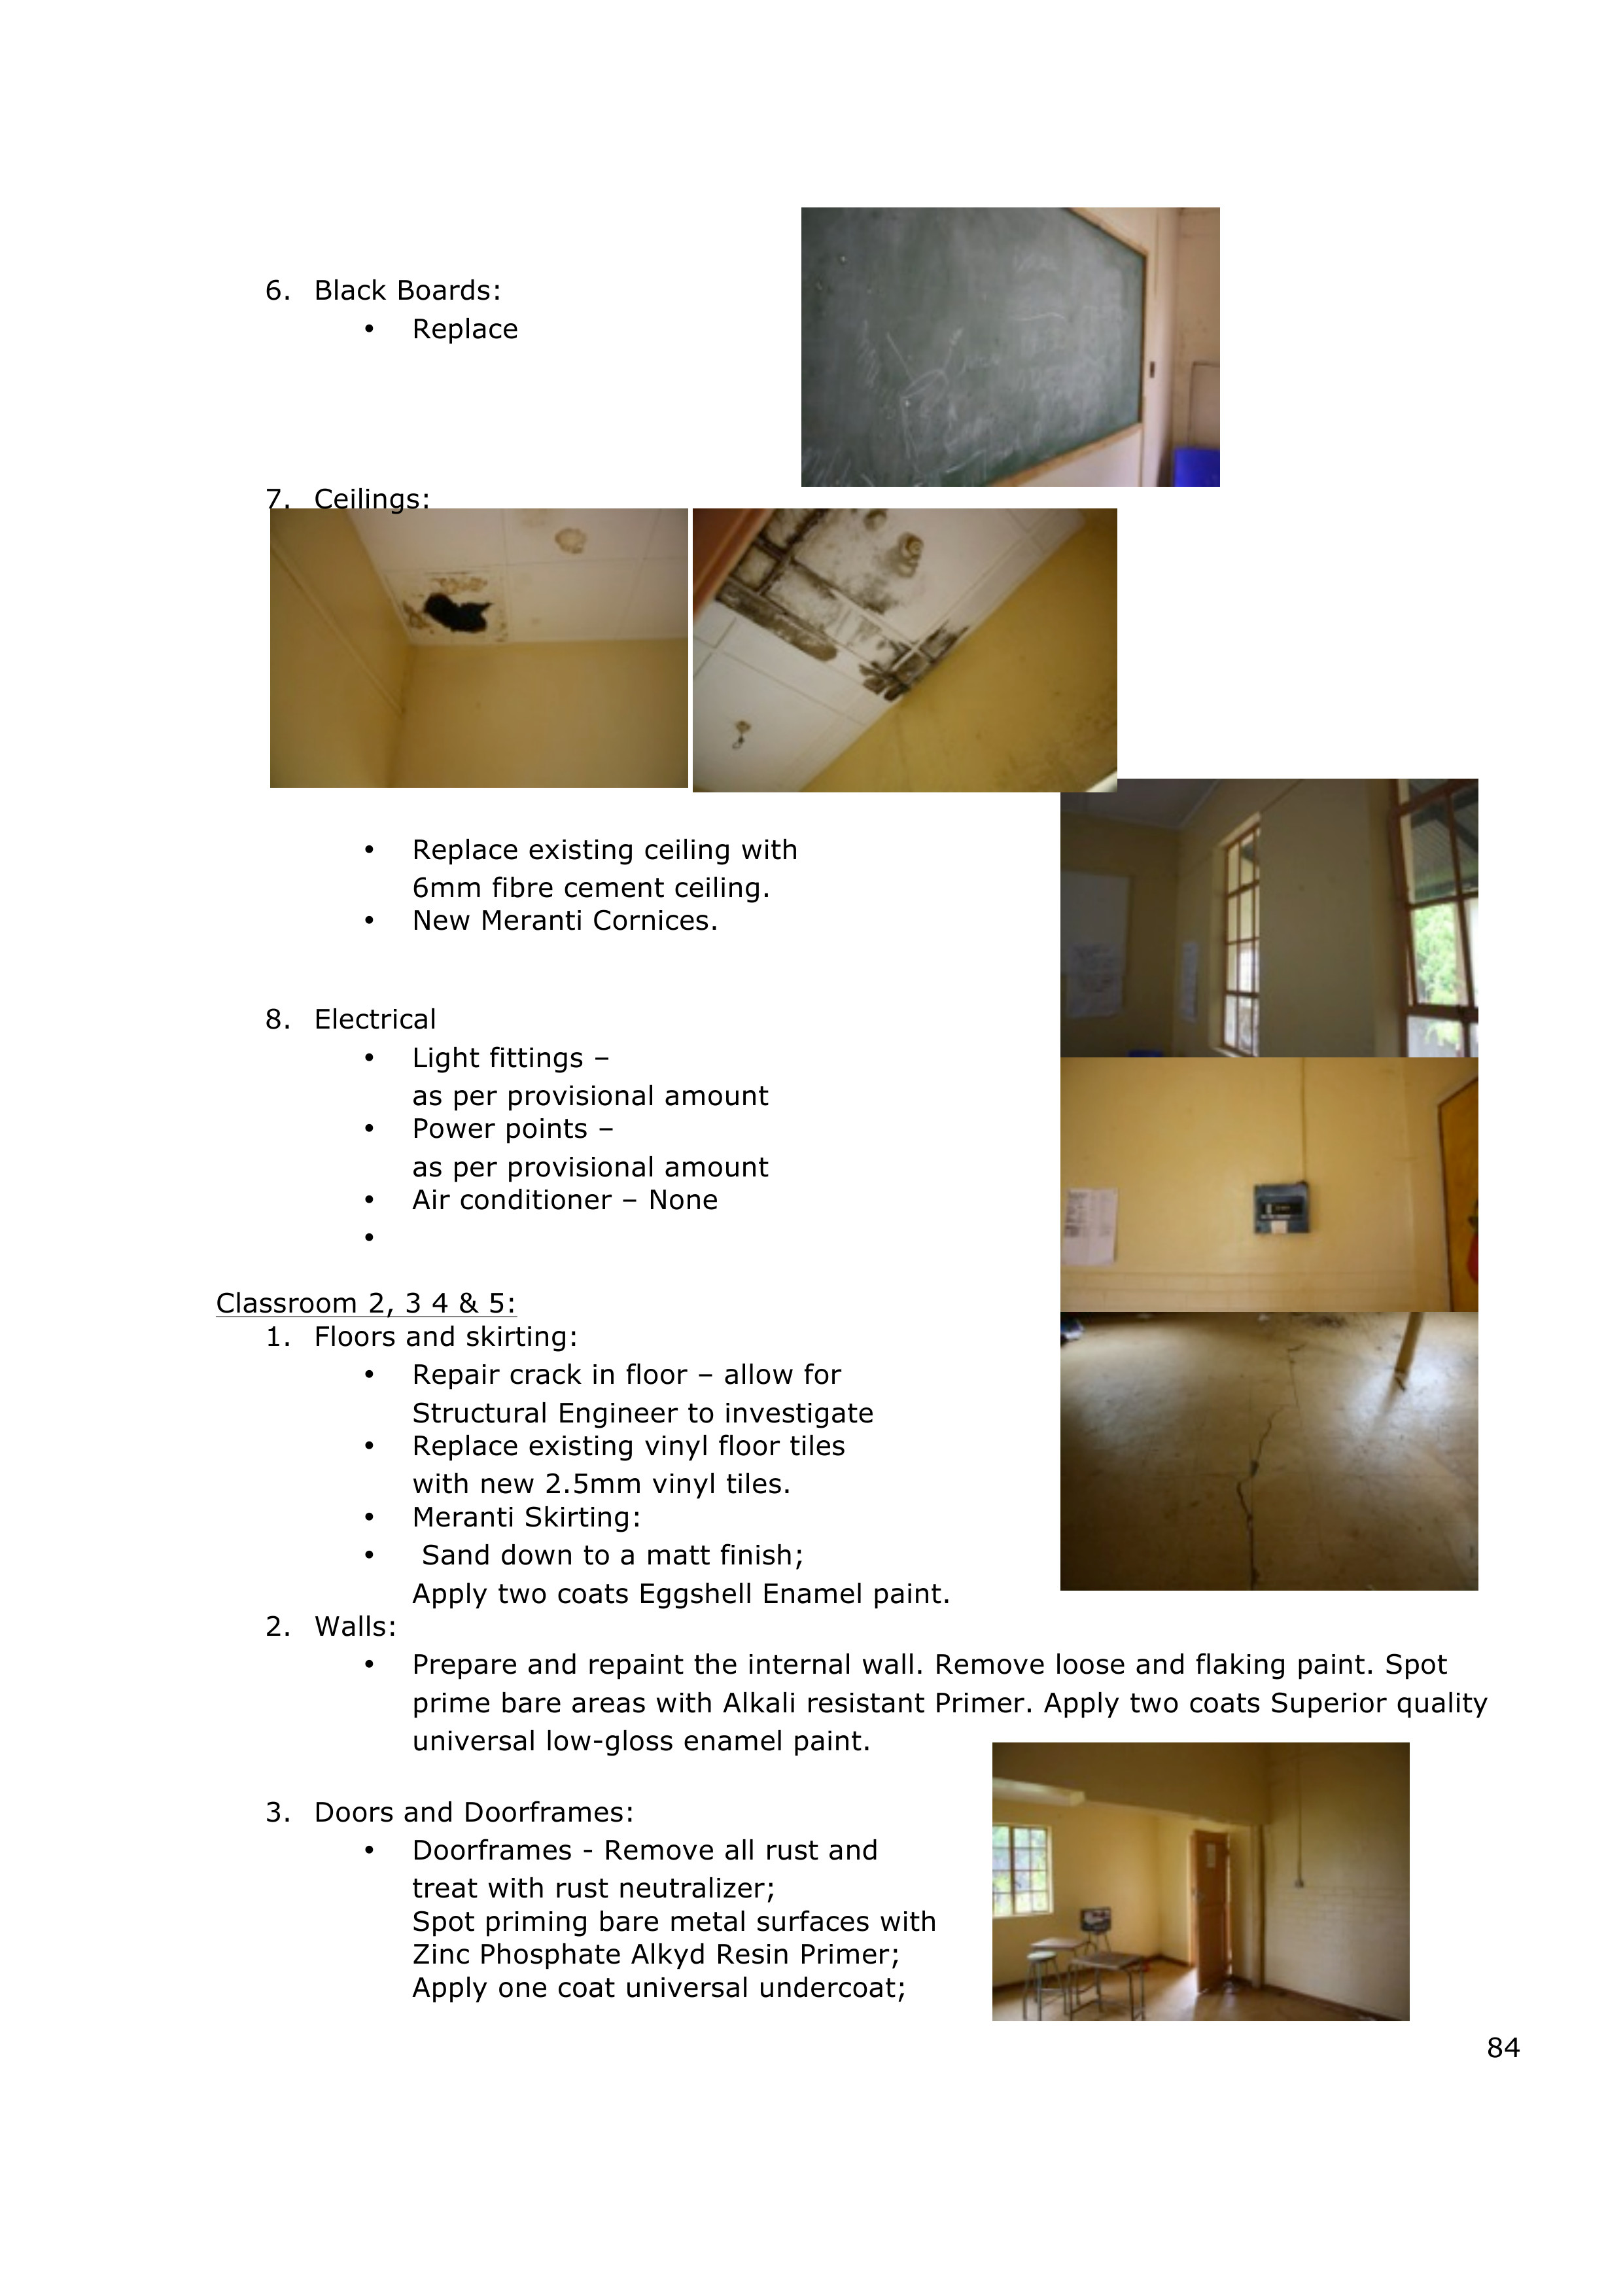 6. Black Boards:
• Replace
7. Ceilings:
• Replace existing ceiling with
6mm fibre cement ceiling.
• New Meranti Cornices.
8. Electrical
• Light fittings –
as per provisional amount
• Power points –
as per provisional amount
• Air conditioner – None
•
Classroom 2, 3 4 & 5:
1. Floors and skirting:
• Repair crack in floor – allow for
Structural Engineer to investigate
• Replace existing vinyl floor tiles
with new 2.5mm vinyl tiles.
• Meranti Skirting:
• Sand down to a matt finish;
Apply two coats Eggshell Enamel paint.
2. Walls:
• Prepare and repaint the internal wall. Remove loose and flaking paint. Spot
prime bare areas with Alkali resistant Primer. Apply two coats Superior quality
universal low-gloss enamel paint.
3. Doors and Doorframes:
• Doorframes - Remove all rust and
treat with rust neutralizer;
Spot priming bare metal surfaces with
Zinc Phosphate Alkyd Resin Primer;
Apply one coat universal undercoat;
84